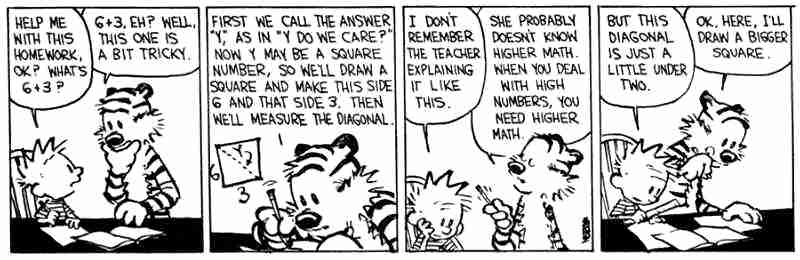 HELP ME
WITH THIS
HOMEWORK,
OK? WHAT'S
6+3?
6+3, EH? WELL,
THIS ONE IS
A BIT TRICKY.
FIRST WE CALL THE ANSWER
"Y," AS IN "Y DO WE CARE?"
NOW Y MAY BE A SQUARE
NUMBER, SO WE'LL DRAW A
SQUARE AND MAKE THIS SIDE
6 AND THAT SIDE 3. THEN
WE'LL MEASURE THE DIAGONAL.
Y
6
3
I DON'T
REMEMBER
THE TEACHER
EXPLAINING
IT LIKE
THIS.
SHE PROBABLY
DOESN'T KNOW
HIGHER MATH.
WHEN YOU DEAL
WITH HIGH
NUMBERS, YOU
NEED HIGHER
MATH.
BUT THIS
DIAGONAL
IS JUST A
LITTLE UNDER
TWO.
OK, HERE, I'LL
DRAW A BIGGER
SQUARE.